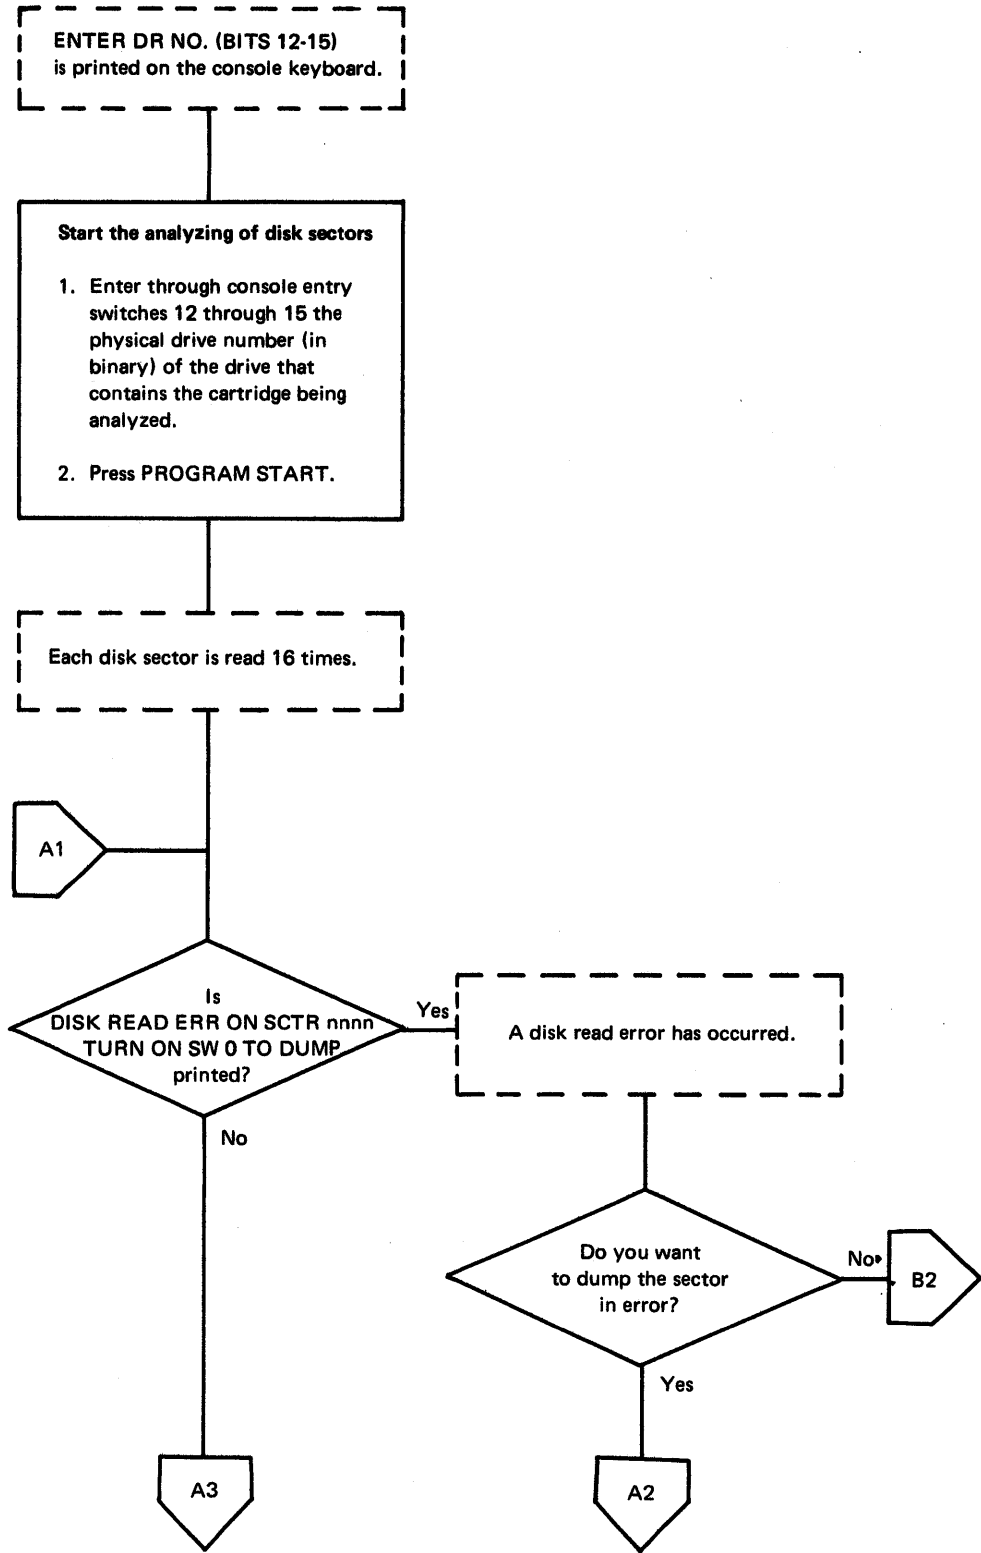 ENTER DR NO. (BITS 12-15)
is printed on the console keyboard.
Start the analyzing of disk sectors
1. Enter through console entry
switches 12 through 15 the
physical drive number (in
binary) of the drive that
contains the cartridge being
analyzed.
2. Press PROGRAM START.
Each disk sector is read 16 times.
A1
Is
DISK READ ERR ON SCTR nnnn
TURN ON SW 0 TO DUMP
printed?
Yes
A disk read error has occurred.
No
Do you want
to dump the sector
in error?
No
B2
Yes
A3
A2